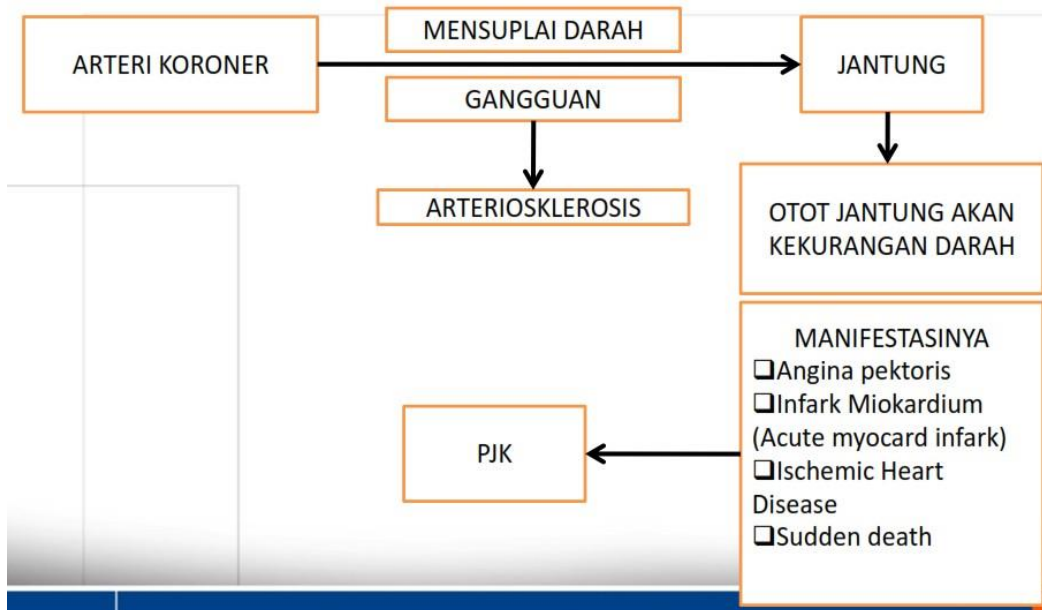 MENSUPLAI DARAH
ARTERI KORONER
JANTUNG
GANGGUAN
ARTERIOSKLEROSIS
OTOT JANTUNG AKAN
KEKURANGAN DARAH
MANIFESTASINYA
❑Angina pektoris
❑Infark Miokardium
(Acute myocard infark)
❑Ischemic Heart
Disease
❑Sudden death
PJK